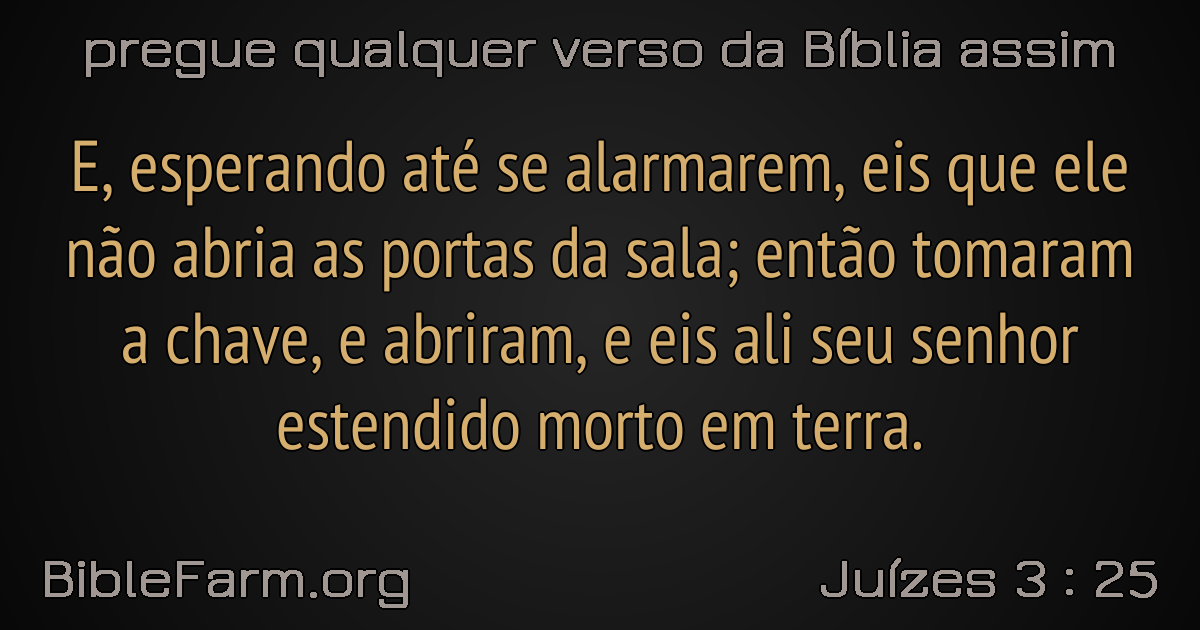 pregue qualquer verso da Bíblia assim
E, esperando até se alarmarem, eis que ele
não abria as portas da sala; então tomaram
a chave, e abriram, e eis ali seu senhor
estendido morto em terra.
BibleFarm.org
Juízes 3 : 25